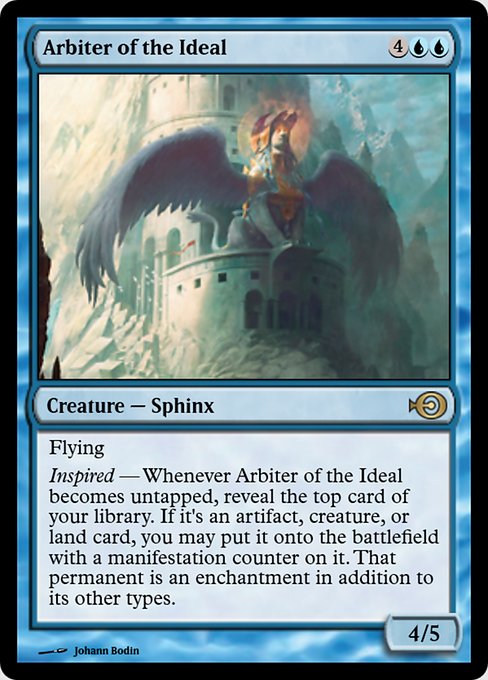 Arbiter of the Ideal 4
Creature — Sphinx
Flying
Inspired — Whenever Arbiter of the Ideal
becomes untapped, reveal the top card of
your library. If it's an artifact, creature, or
land card, you may put it onto the battlefield
with a manifestation counter on it. That
permanent is an enchantment in addition to
its other types.
4/5
Johann Bodin